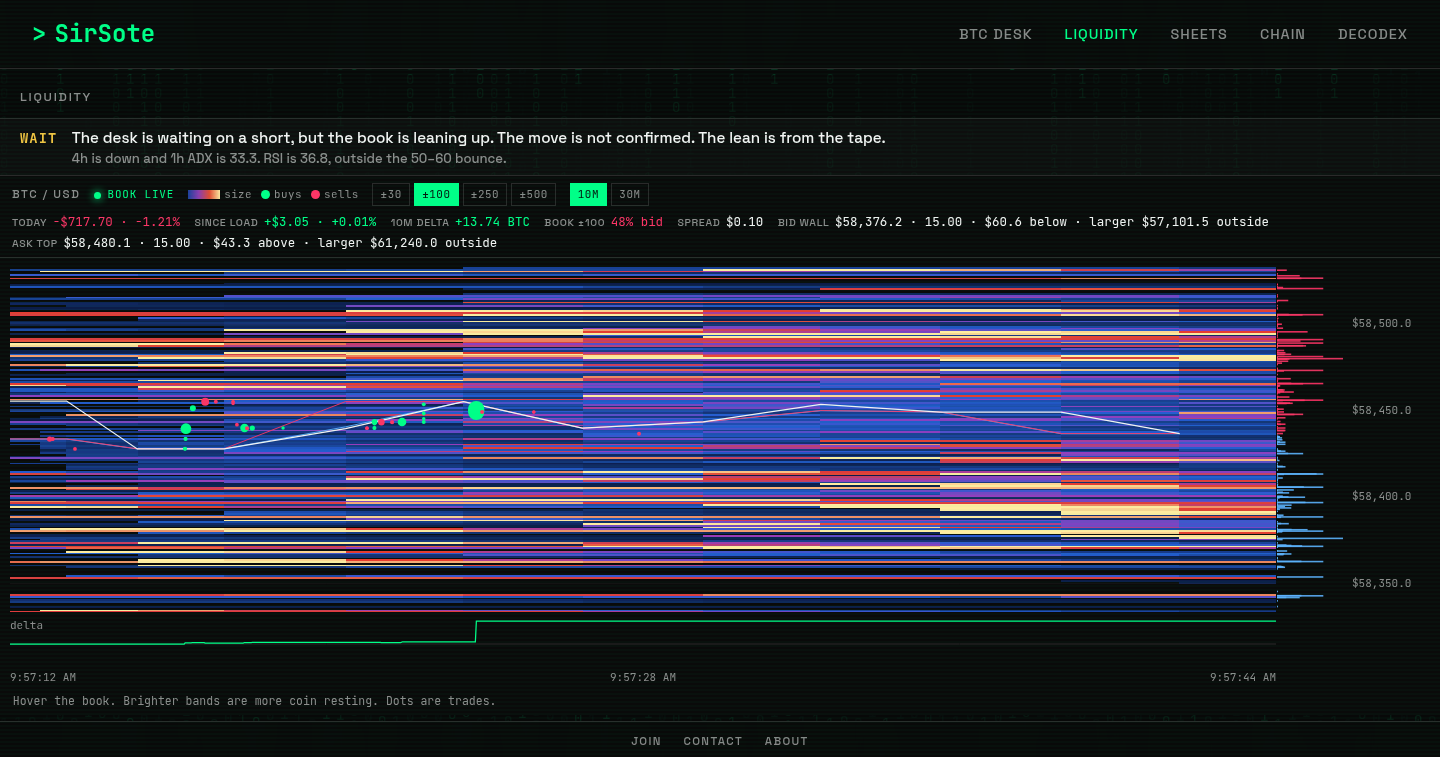 > SirSote
BTC DESK LIQUIDITY SHEETS CHAIN DECODEX
LIQUIDITY
WAIT The desk is waiting on a short, but the book is leaning up. The move is not confirmed. The lean is from the tape.
4h is down and 1h ADX is 33.3. RSI is 36.8, outside the 50–60 bounce.
BTC / USD BOOK LIVE size buys sells ±30 ±100 ±250 ±500 10M 30M
TODAY -$717.70 · -1.21% SINCE LOAD +$3.05 · +0.01% 10M DELTA +13.74 BTC BOOK ±100 48% bid SPREAD $0.10 BID WALL $58,376.2 · 15.00 · $60.6 below · larger $57,101.5 outside
ASK TOP $58,480.1 · 15.00 · $43.3 above · larger $61,240.0 outside
$58,500.0
$58,450.0
$58,400.0
$58,350.0
delta
9:57:12 AM 9:57:28 AM 9:57:44 AM
Hover the book. Brighter bands are more coin resting. Dots are trades.
JOIN CONTACT ABOUT